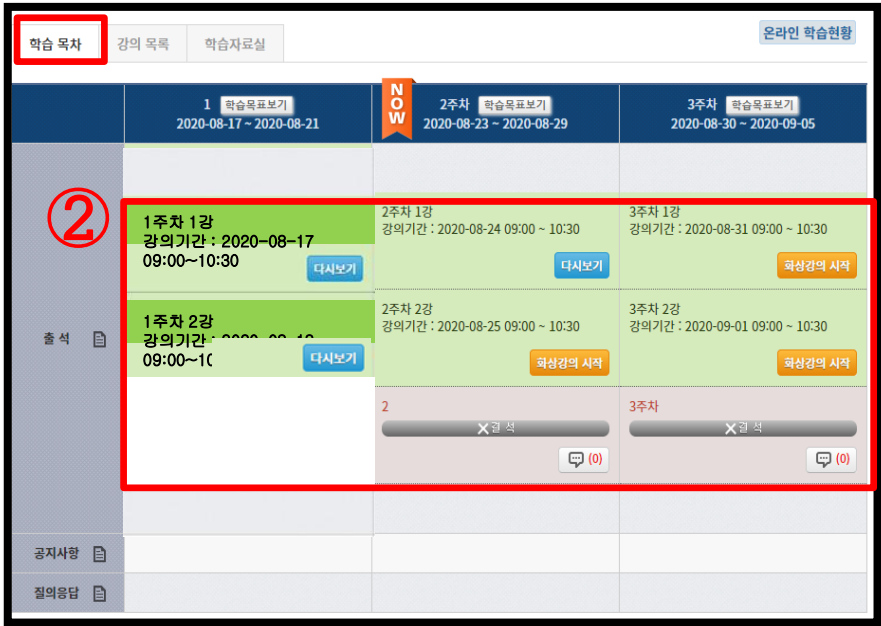 학습 목차
강의 목록
학습자료실
온라인 학습현황
1 학습목표보기
2020-08-17 ~ 2020-08-21
NOW
2주차 학습목표보기
2020-08-23 ~ 2020-08-29
3주차 학습목표보기
2020-08-30 ~ 2020-09-05
②
출 석
1주차 1강
강의기간 : 2020-08-17
09:00~10:30
다시보기
2주차 1강
강의기간 : 2020-08-24 09:00 ~ 10:30
다시보기
3주차 1강
강의기간 : 2020-08-31 09:00 ~ 10:30
화상강의 시작
1주차 2강
강의기간 :
09:00~1
다시보기
2주차 2강
강의기간 : 2020-08-25 09:00 ~ 10:30
화상강의 시작
3주차 2강
강의기간 : 2020-09-01 09:00 ~ 10:30
화상강의 시작
2
결 석
(0)
3주차
결 석
(0)
공지사항
질의응답